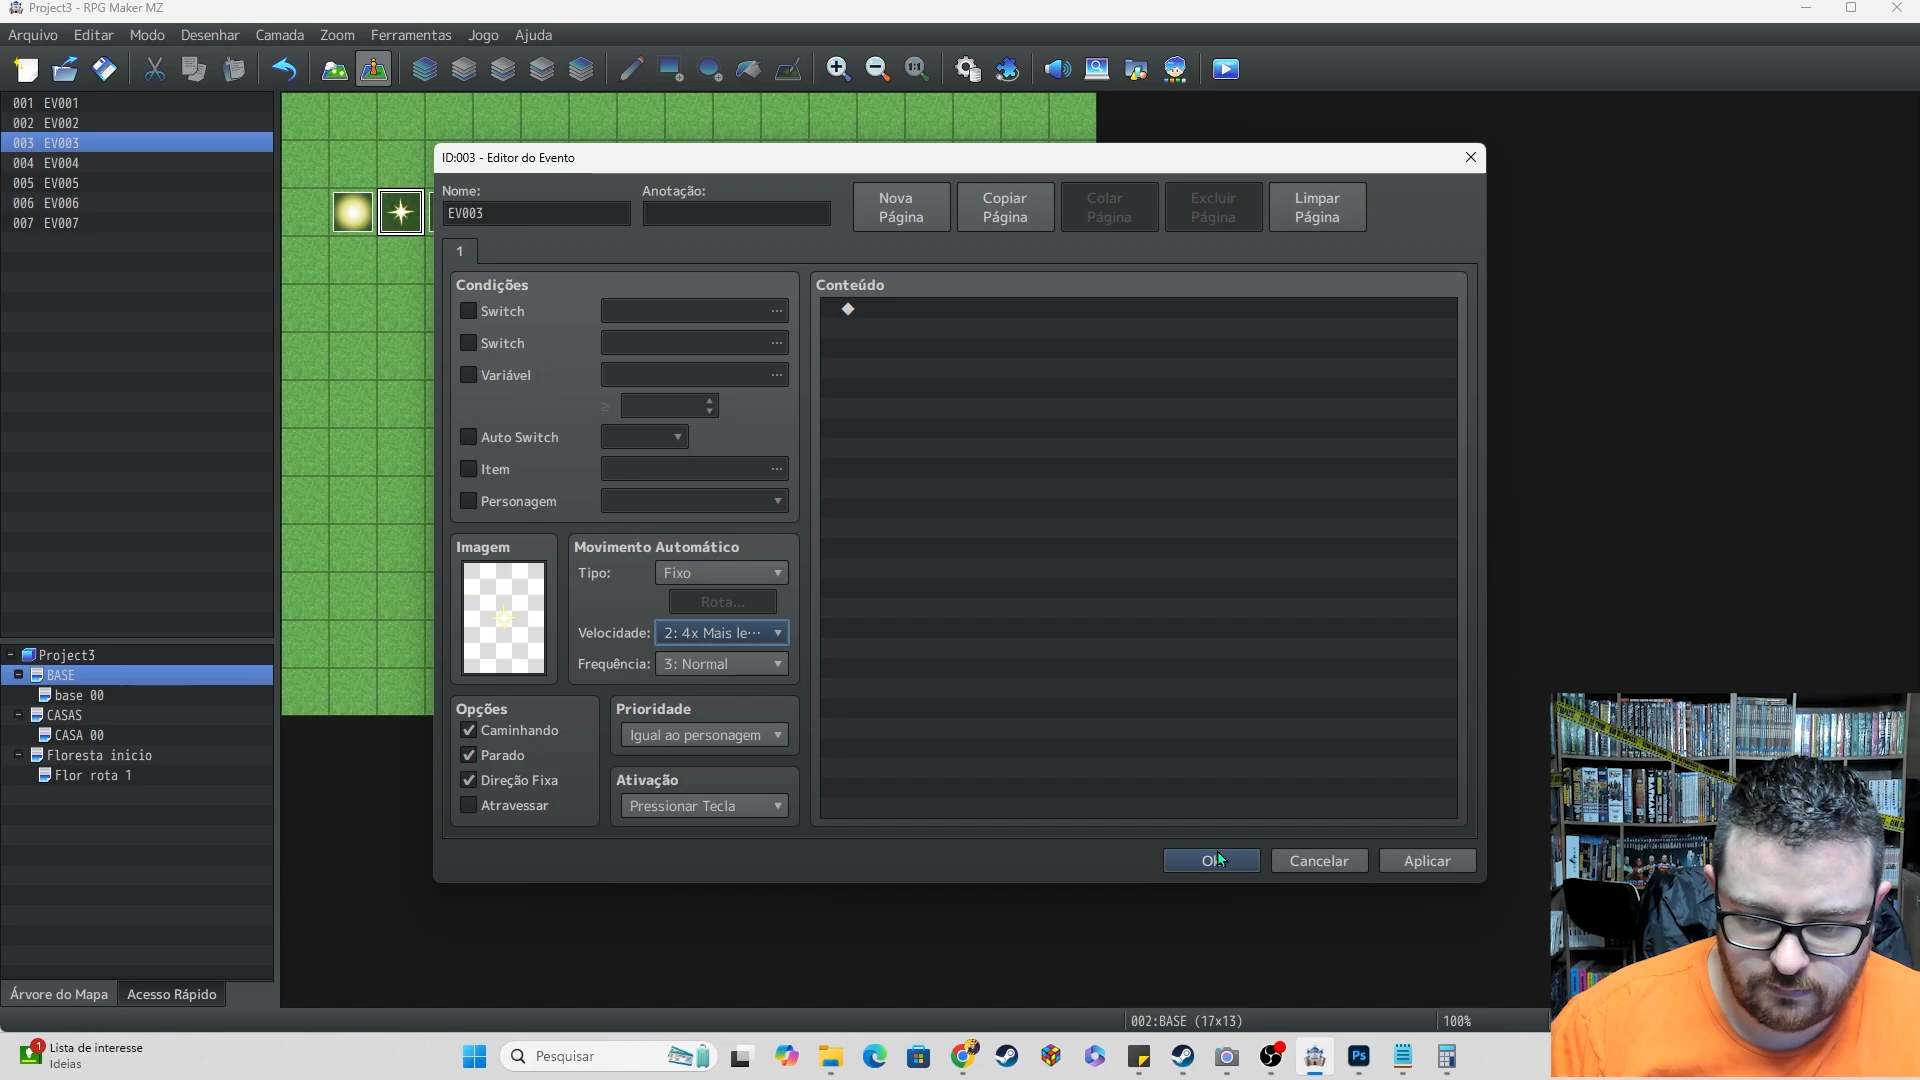 Project3 - RPG Maker MZ
Arquivo Editar Modo Desenhar Camada Zoom Ferramentas Jogo Ajuda
1:1
001 EV001
002 EV002
003 EV003
004 EV004
005 EV005
006 EV006
007 EV007
ID:003 - Editor do Evento
Nome:
Anotação:
EV003
Nova Página
Copiar Página
Colar Página
Excluir Página
Limpar Página
1
Condições
Switch ...
Switch ...
Variável ...
≥
Auto Switch
Item ...
Personagem
Conteúdo
◆
Imagem
Movimento Automático
Tipo: Fixo
Rota...
Velocidade: 2: 4x Mais le...
Frequência: 3: Normal
Opções
Caminhando
Parado
Direção Fixa
Atravessar
Prioridade
Igual ao personagem
Ativação
Pressionar Tecla
Ok Cancelar Aplicar
Project3
BASE
base 00
CASAS
CASA 00
Floresta inicio
Flor rota 1
Árvore do Mapa Acesso Rápido
002:BASE (17x13) 100%
1
Lista de interesse
Ideias
Pesquisar
Ps